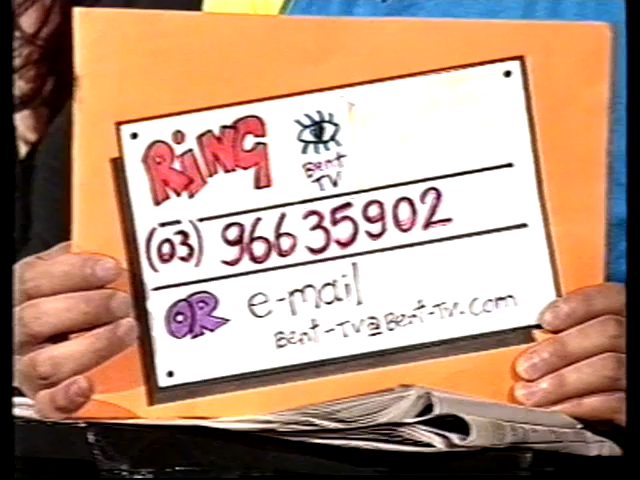 RiNG
Bent
TV
(03) 96635902
OR e-mail
Bent-TV@Bent-TV.com